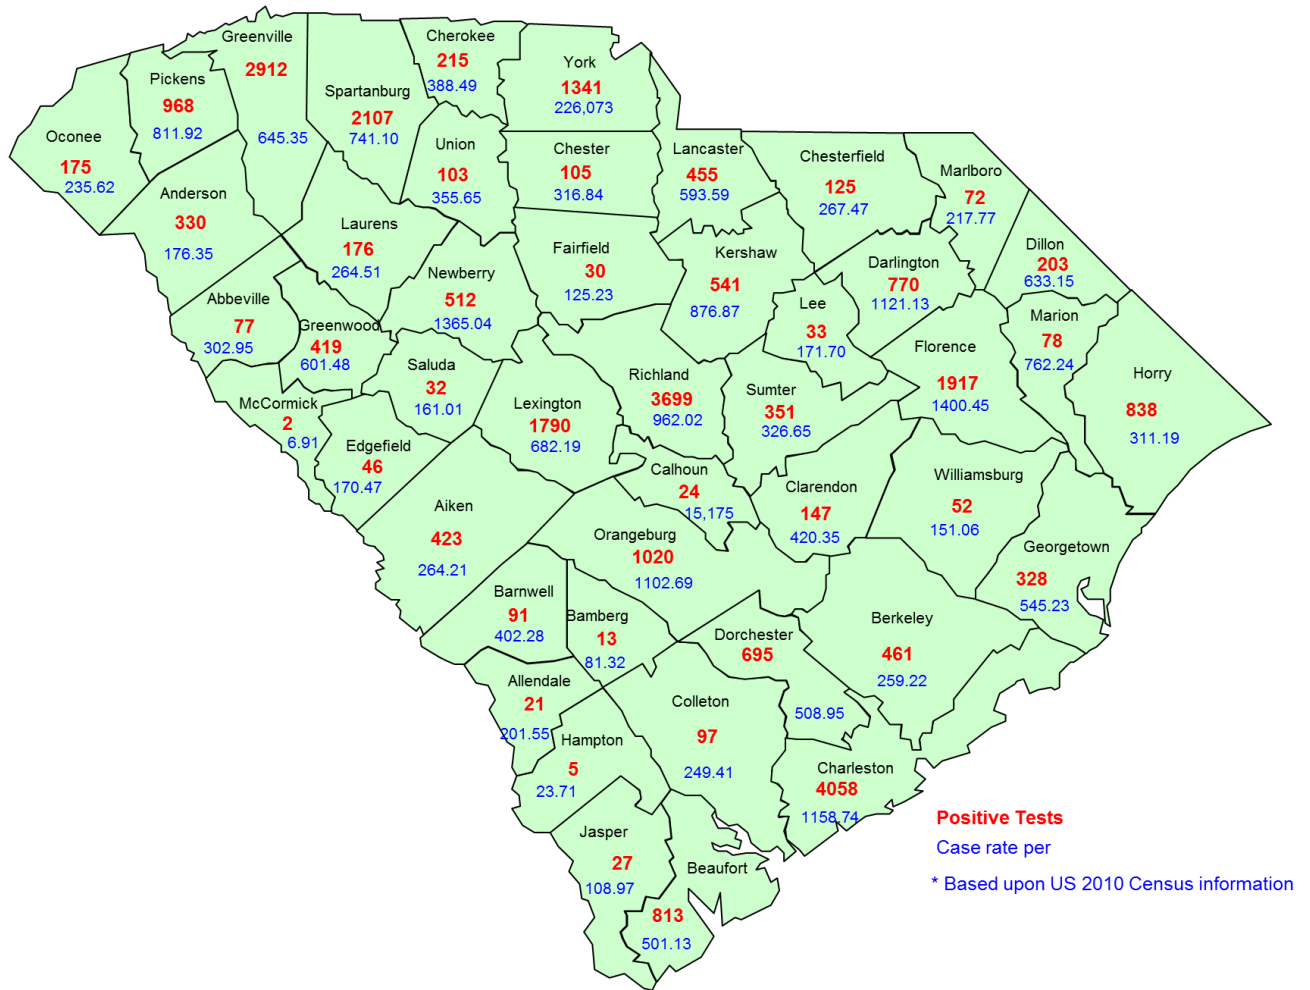 Greenville
2912
645.35
Cherokee
215
388.49
York
1341
226,073
Pickens
968
811.92
Spartanburg
2107
741.10
Oconee
175
235.62
Union
103
355.65
Chester
105
316.84
Lancaster
455
593.59
Chesterfield
125
267.47
Marlboro
72
217.77
Anderson
330
176.35
Laurens
176
264.51
Fairfield
30
125.23
Kershaw
541
876.87
Darlington
770
1121.13
Dillon
203
633.15
Newberry
512
1365.04
Abbeville
77
302.95
Greenwood
419
601.48
Lee
33
171.70
Marion
78
762.24
Florence
1917
1400.45
Saluda
32
161.01
Richland
3699
962.02
Sumter
351
326.65
Horry
838
311.19
McCormick
2
6.91
Lexington
1790
682.19
Edgefield
46
170.47
Calhoun
24
15,175
Clarendon
147
420.35
Williamsburg
52
151.06
Aiken
423
264.21
Orangeburg
1020
1102.69
Georgetown
328
545.23
Barnwell
91
402.28
Bamberg
13
81.32
Dorchester
695
508.95
Berkeley
461
259.22
Allendale
21
201.55
Colleton
97
249.41
Hampton
5
23.71
Charleston
4058
1158.74
Jasper
27
108.97
Beaufort
813
501.13
Positive Tests
Case rate per
* Based upon US 2010 Census information